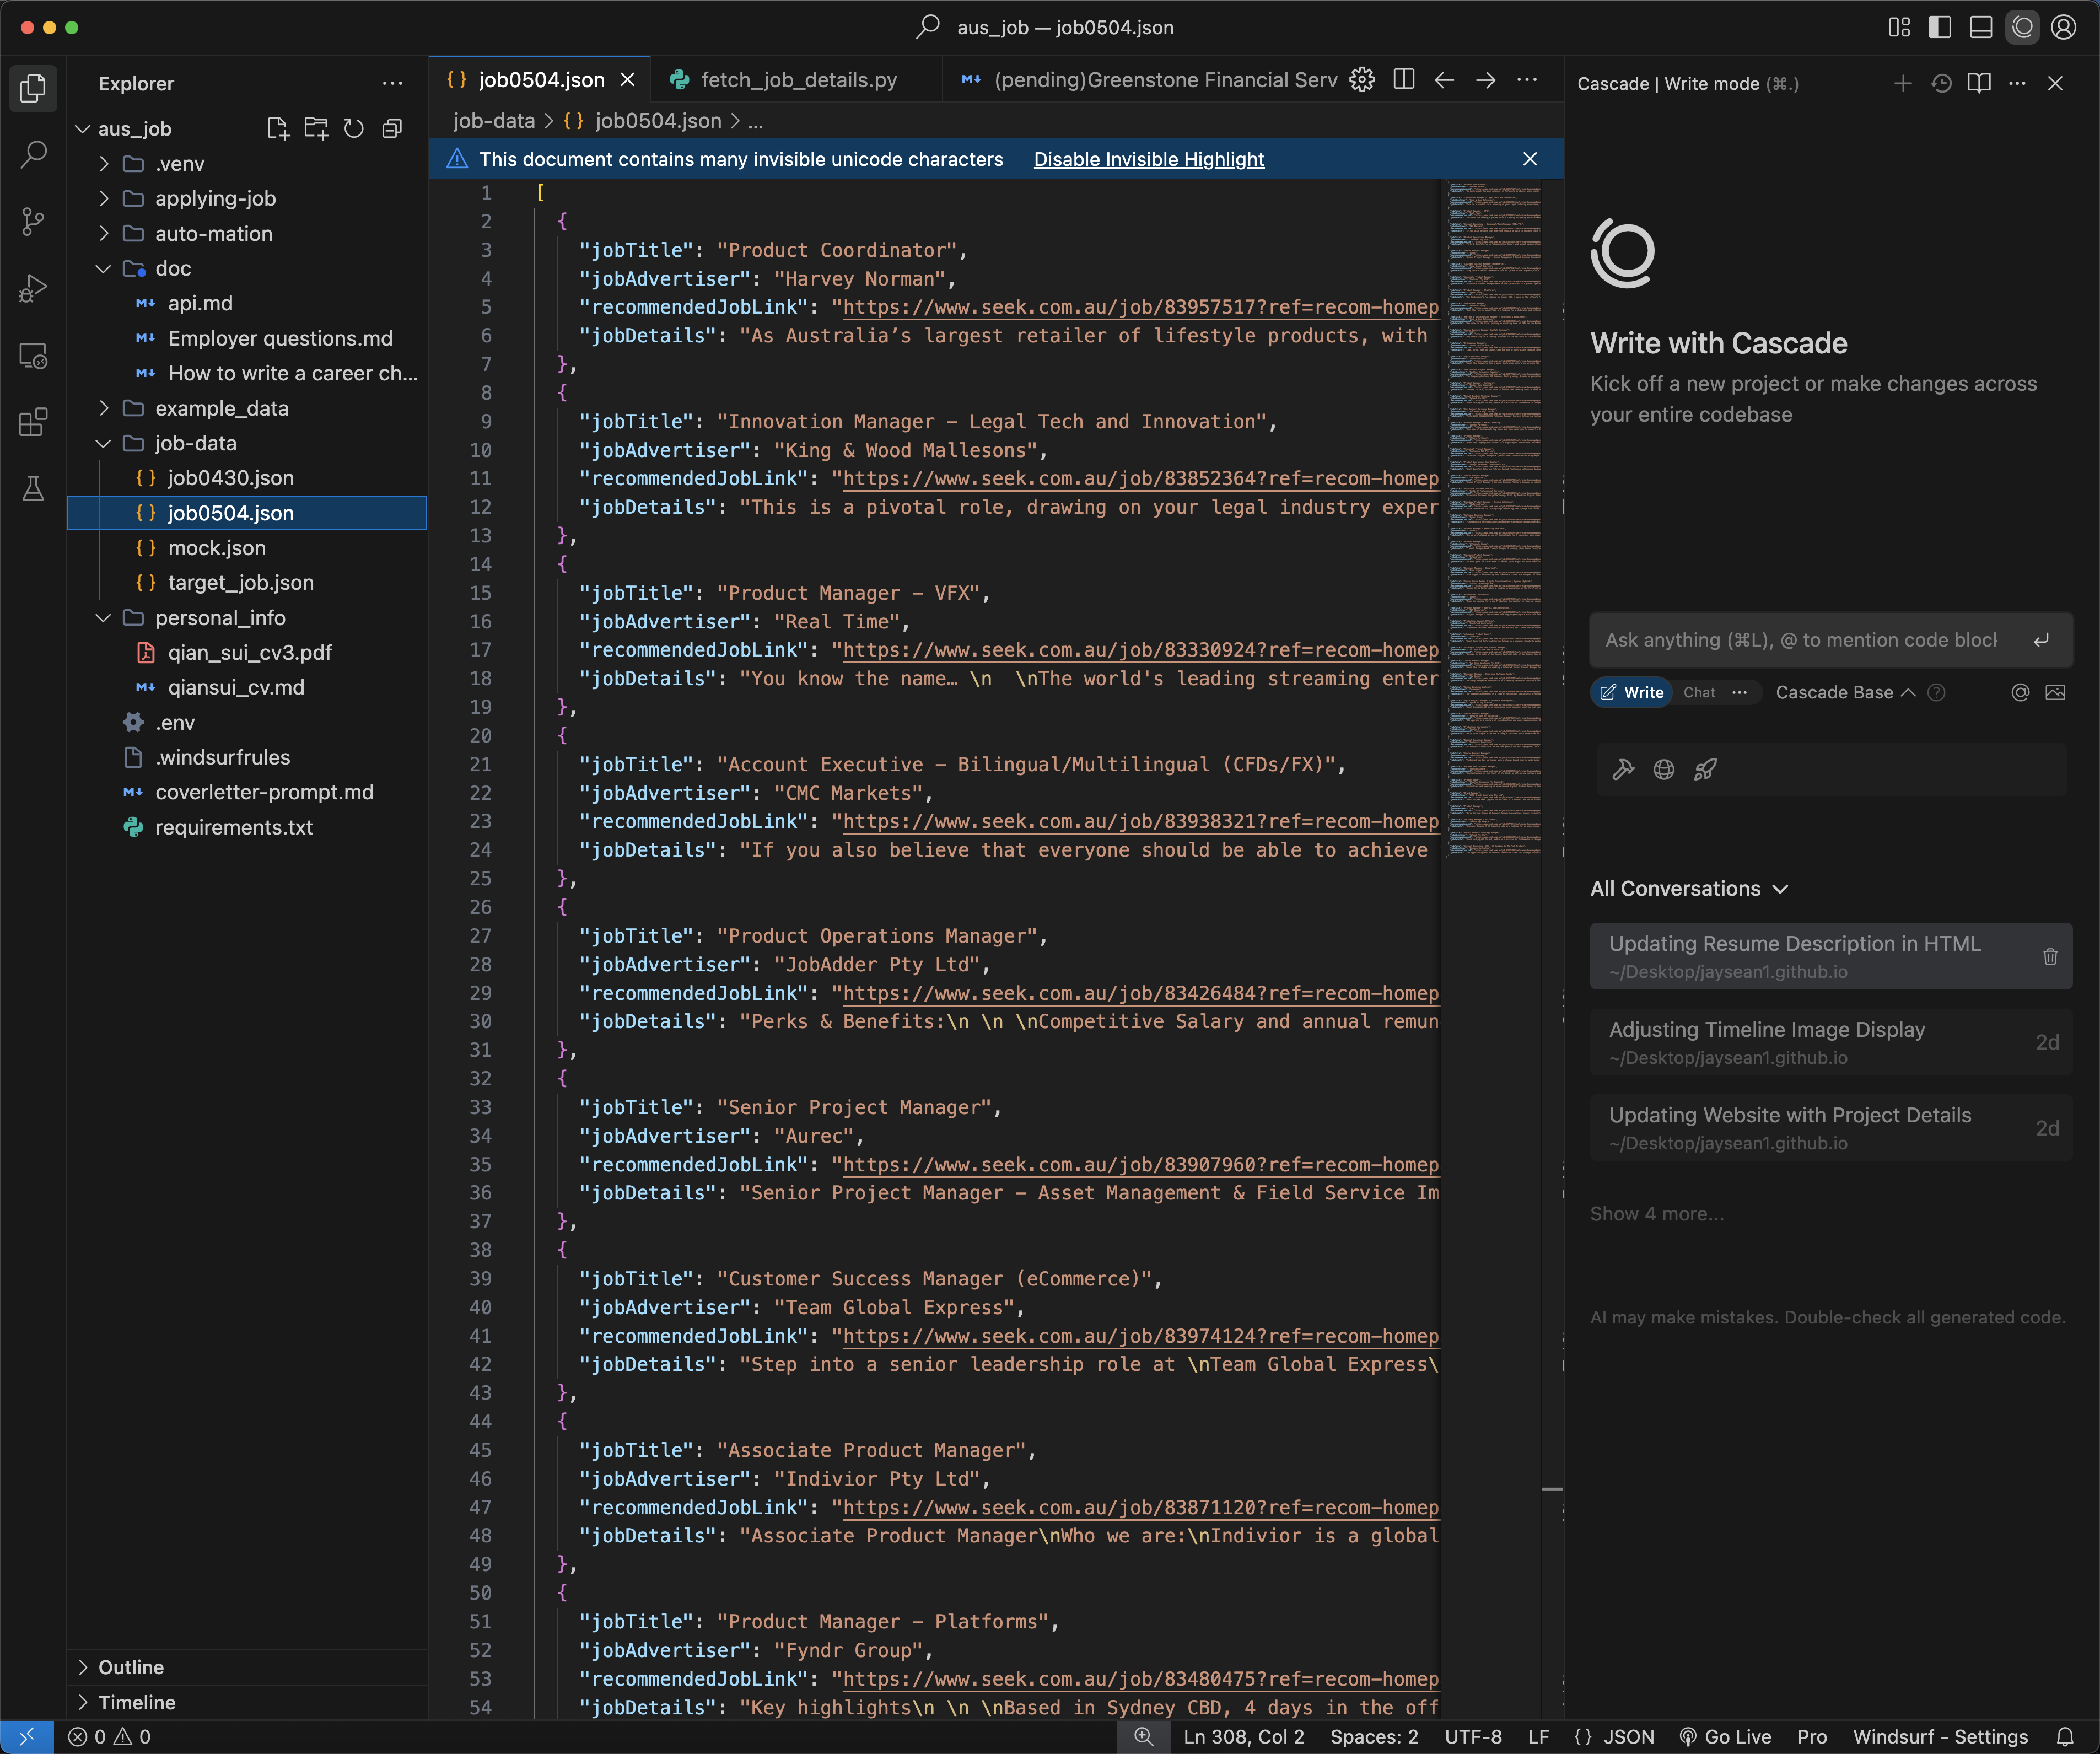 aus_job — job0504.json
Explorer
aus_job
.venv
applying-job
auto-mation
doc
api.md
Employer questions.md
How to write a career ch...
example_data
job-data
job0430.json
job0504.json
mock.json
target_job.json
personal_info
qian_sui_cv3.pdf
qiansui_cv.md
.env
.windsurfrules
coverletter-prompt.md
requirements.txt
Outline
Timeline
job0504.json
fetch_job_details.py
(pending)Greenstone Financial Serv
job-data > {} job0504.json > ...
This document contains many invisible unicode characters Disable Invisible Highlight
1 [
2 {
3 "jobTitle": "Product Coordinator",
4 "jobAdvertiser": "Harvey Norman",
5 "recommendedJobLink": "https://www.seek.com.au/job/83957517?ref=recom-homep
6 "jobDetails": "As Australia’s largest retailer of lifestyle products, with
7 },
8 {
9 "jobTitle": "Innovation Manager – Legal Tech and Innovation",
10 "jobAdvertiser": "King & Wood Mallesons",
11 "recommendedJobLink": "https://www.seek.com.au/job/83852364?ref=recom-homep
12 "jobDetails": "This is a pivotal role, drawing on your legal industry exper
13 },
14 {
15 "jobTitle": "Product Manager – VFX",
16 "jobAdvertiser": "Real Time",
17 "recommendedJobLink": "https://www.seek.com.au/job/83330924?ref=recom-homep
18 "jobDetails": "You know the name… \n  \nThe world's leading streaming enter
19 },
20 {
21 "jobTitle": "Account Executive – Bilingual/Multilingual (CFDs/FX)",
22 "jobAdvertiser": "CMC Markets",
23 "recommendedJobLink": "https://www.seek.com.au/job/83938321?ref=recom-homep
24 "jobDetails": "If you also believe that everyone should be able to achieve
25 },
26 {
27 "jobTitle": "Product Operations Manager",
28 "jobAdvertiser": "JobAdder Pty Ltd",
29 "recommendedJobLink": "https://www.seek.com.au/job/83426484?ref=recom-homep
30 "jobDetails": "Perks & Benefits:\n \n \nCompetitive Salary and annual remun
31 },
32 {
33 "jobTitle": "Senior Project Manager",
34 "jobAdvertiser": "Aurec",
35 "recommendedJobLink": "https://www.seek.com.au/job/83907960?ref=recom-homep
36 "jobDetails": "Senior Project Manager – Asset Management & Field Service Im
37 },
38 {
39 "jobTitle": "Customer Success Manager (eCommerce)",
40 "jobAdvertiser": "Team Global Express",
41 "recommendedJobLink": "https://www.seek.com.au/job/83974124?ref=recom-homep
42 "jobDetails": "Step into a senior leadership role at \nTeam Global Express\
43 },
44 {
45 "jobTitle": "Associate Product Manager",
46 "jobAdvertiser": "Indivior Pty Ltd",
47 "recommendedJobLink": "https://www.seek.com.au/job/83871120?ref=recom-homep
48 "jobDetails": "Associate Product Manager\nWho we are:\nIndivior is a global
49 },
50 {
51 "jobTitle": "Product Manager – Platforms",
52 "jobAdvertiser": "Fyndr Group",
53 "recommendedJobLink": "https://www.seek.com.au/job/83480475?ref=recom-homep
54 "jobDetails": "Key highlights\n \n \nBased in Sydney CBD, 4 days in the off
Cascade | Write mode (⌘.)
Write with Cascade
Kick off a new project or make changes across
your entire codebase
Ask anything (⌘L), @ to mention code blocl
Write Chat ... Cascade Base
All Conversations
Updating Resume Description in HTML
~/Desktop/jaysean1.github.io
Adjusting Timeline Image Display
~/Desktop/jaysean1.github.io
2d
Updating Website with Project Details
~/Desktop/jaysean1.github.io
2d
Show 4 more...
AI may make mistakes. Double-check all generated code.
0 0 Ln 308, Col 2 Spaces: 2 UTF-8 LF {} JSON Go Live Pro Windsurf - Settings